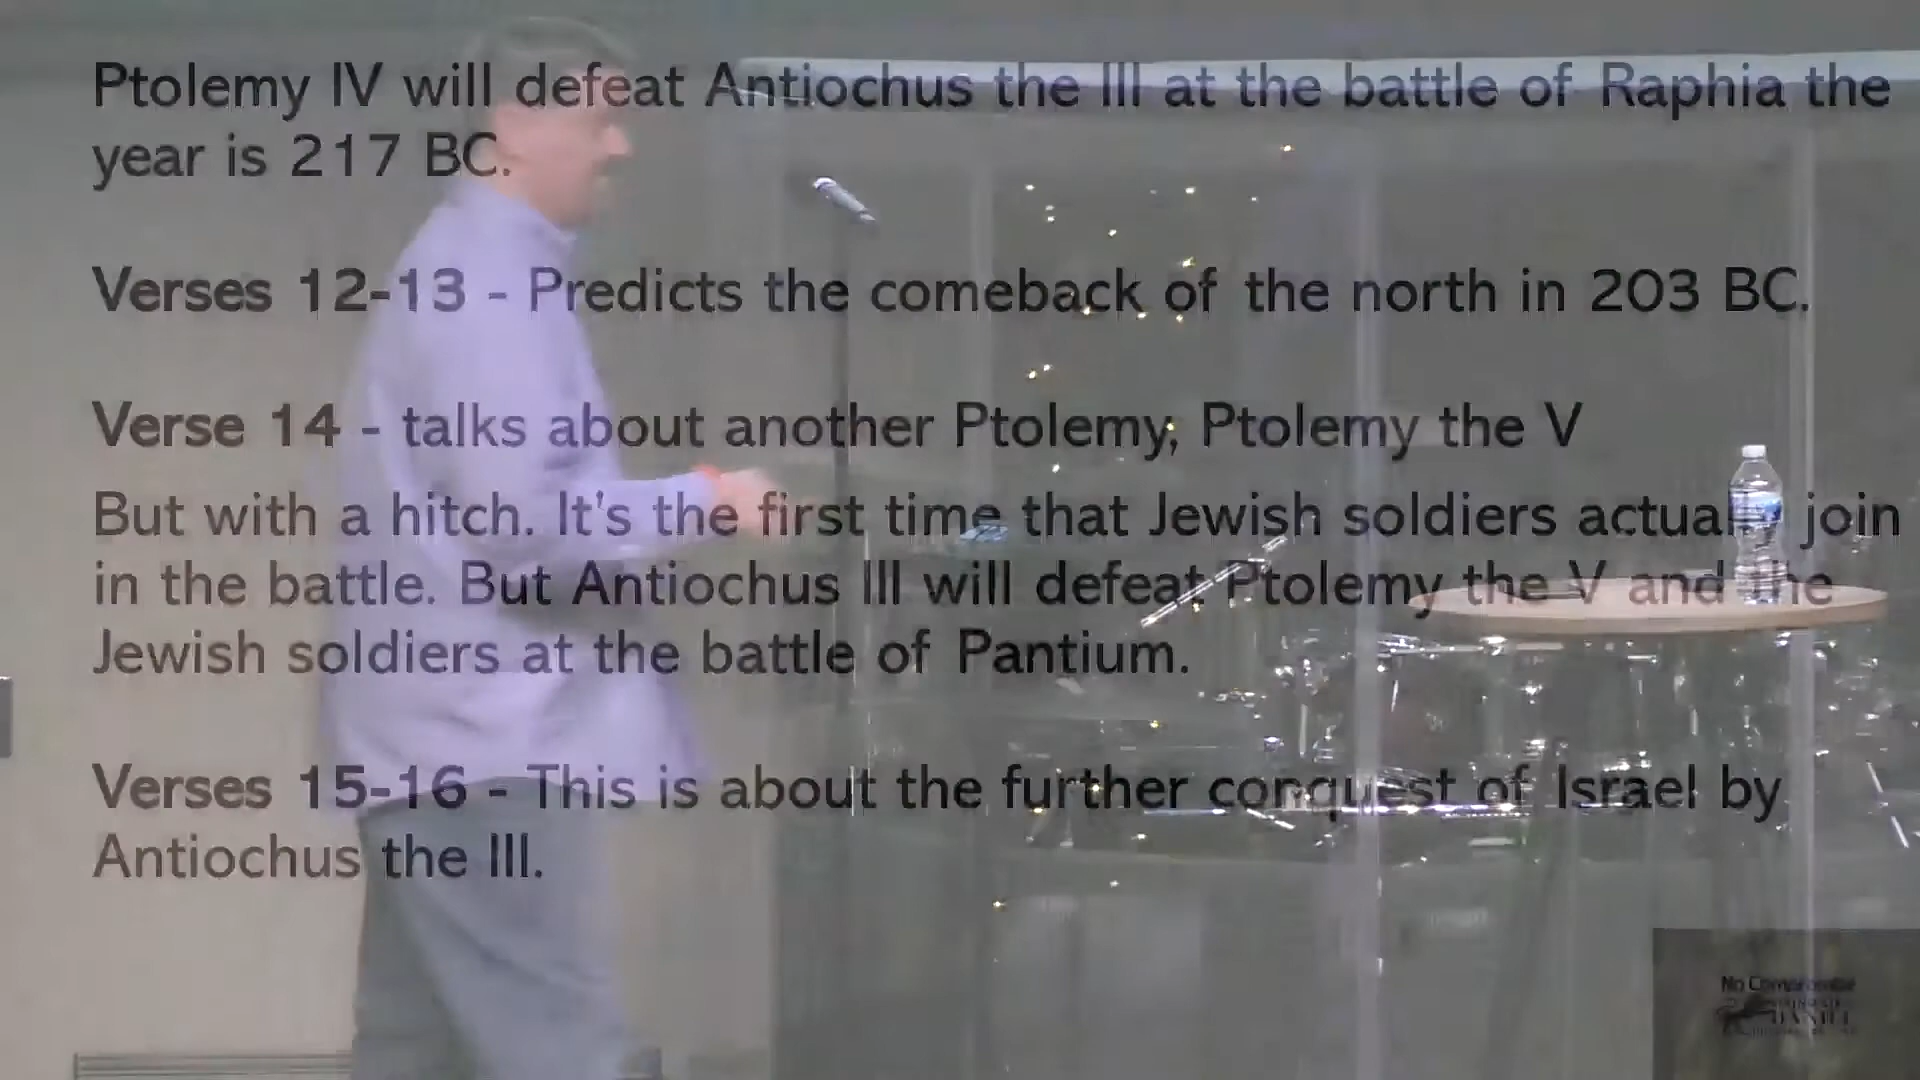 Ptolemy IV will defeat Antiochus the III at the battle of Raphia the
year is 217 BC.
Verses 12-13 - Predicts the comeback of the north in 203 BC.
Verse 14 - talks about another Ptolemy; Ptolemy the V
But with a hitch. It's the first time that Jewish soldiers actually join
in the battle. But Antiochus III will defeat Ptolemy the V and the
Jewish soldiers at the battle of Pantium.
Verses 15-16 - This is about the further conquest of Israel by
Antiochus the III.
No Compromise
DANIEL